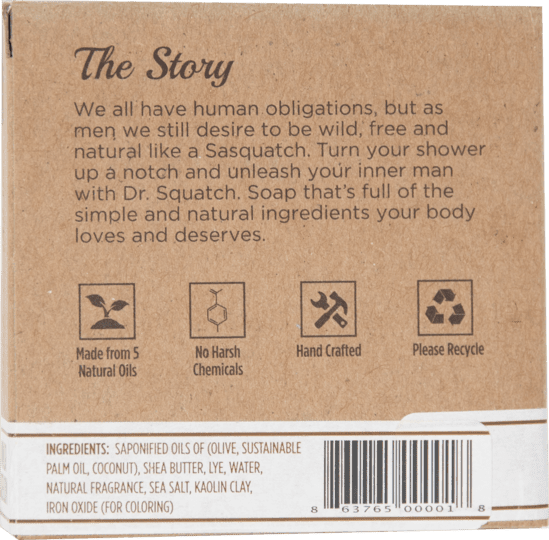 The Story
We all have human obligations, but as
men we still desire to be wild, free and
natural like a Sasquatch. Turn your shower
up a notch and unleash your inner man
with Dr. Squatch. Soap that's full of the
simple and natural ingredients your body
loves and deserves.
Made from 5
Natural Oils
No Harsh
Chemicals
Hand Crafted
Please Recycle
INGREDIENTS: SAPONIFIED OILS OF (OLIVE, SUSTAINABLE
PALM OIL, COCONUT), SHEA BUTTER, LYE, WATER,
NATURAL FRAGRANCE, SEA SALT, KAOLIN CLAY,
IRON OXIDE (FOR COLORING)
8 63765 00001 8